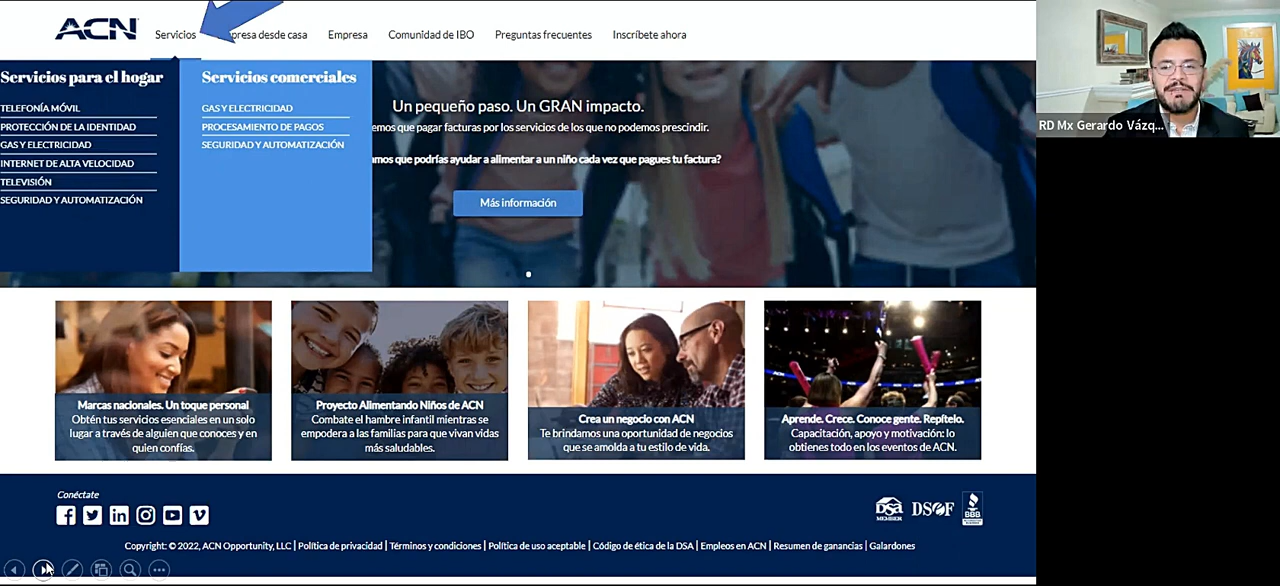 ACN
Servicios
presa desde casa
Empresa
Comunidad de IBO
Preguntas frecuentes
Inscríbete ahora
Servicios para el hogar
TELEFONÍA MÓVIL
PROTECCIÓN DE LA IDENTIDAD
GAS Y ELECTRICIDAD
INTERNET DE ALTA VELOCIDAD
TELEVISIÓN
SEGURIDAD Y AUTOMATIZACIÓN
Servicios comerciales
GAS Y ELECTRICIDAD
PROCESAMIENTO DE PAGOS
SEGURIDAD Y AUTOMATIZACIÓN
Un pequeño paso. Un GRAN impacto.
emos que pagar facturas por los servicios de los que no podemos prescindir.
amos que podrías ayudar a alimentar a un niño cada vez que pagues tu factura?
Más información
RD Mx Gerardo Vázq...
Marcas nacionales. Un toque personal
Obtén tus servicios esenciales en un solo
lugar a través de alguien que conoces y en
quien confías.
Proyecto Alimentando Niños de ACN
Combate el hambre infantil mientras se
empodera a las familias para que vivan vidas
más saludables.
Crea un negocio con ACN
Te brindamos una oportunidad de negocios
que se amolda a tu estilo de vida.
Aprende. Crece. Conoce gente. Repítelo.
Capacitación, apoyo y motivación: lo
obtienes todo en los eventos de ACN.
Conéctate
DSA
MEMBER
DSEF
BBB
Copyright: © 2022, ACN Opportunity, LLC | Política de privacidad | Términos y condiciones | Política de uso aceptable | Código de ética de la DSA | Empleos en ACN | Resumen de ganancias | Galardones